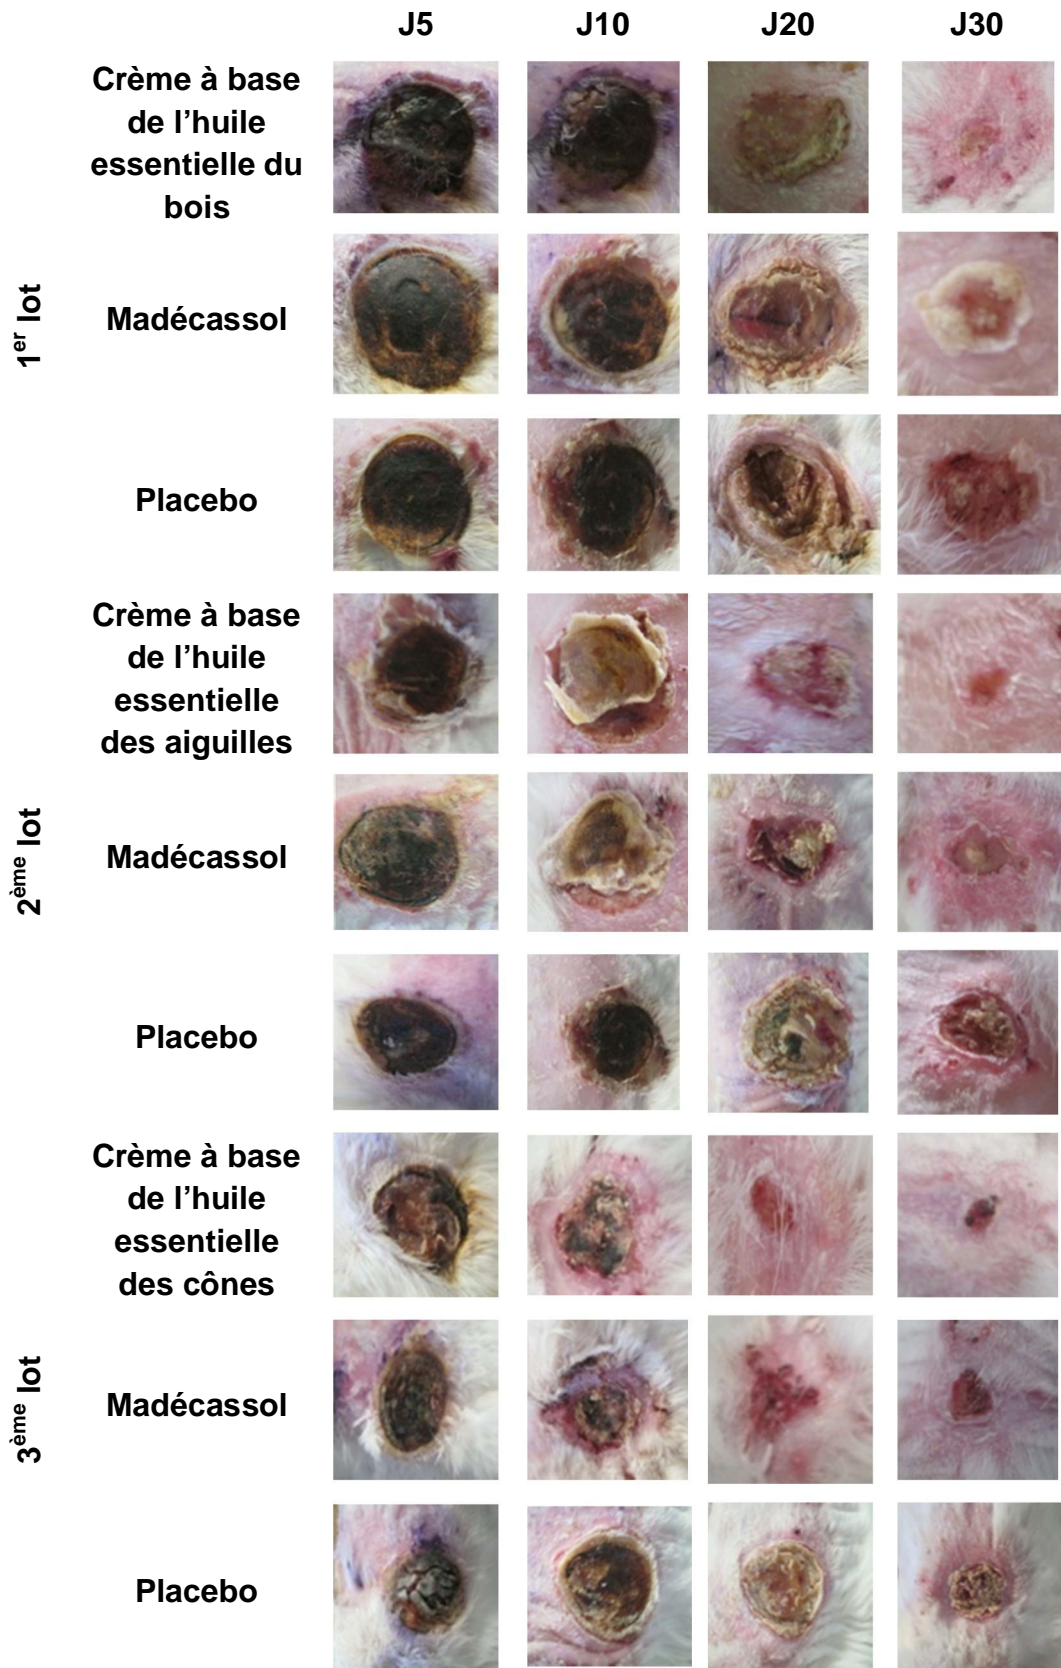 J5 J10 J20 J30
Crème à base
de l’huile
essentielle du
bois
1er lot
Madécassol
Placebo
Crème à base
de l’huile
essentielle
des aiguilles
2ème lot
Madécassol
Placebo
Crème à base
de l’huile
essentielle
des cônes
3ème lot
Madécassol
Placebo